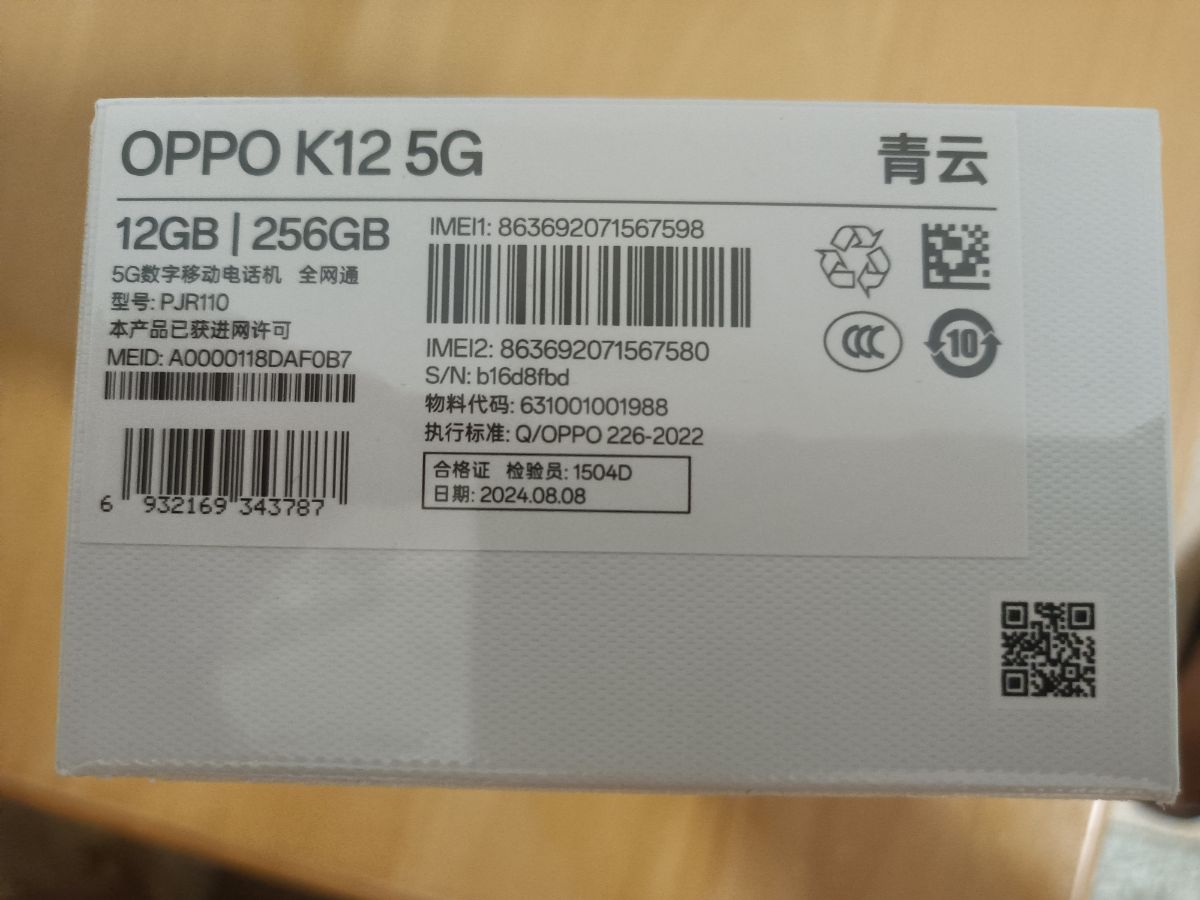 OPPO K12 5G
青云
12GB | 256GB
5G数字移动电话机 全网通
型号: PJR110
本产品已获进网许可
MEID: A0000118DAF0B7
6 932169 343787
IMEI1: 863692071567598
IMEI2: 863692071567580
S/N: b16d8fbd
物料代码: 631001001988
执行标准: Q/OPPO 226-2022
合格证 检验员: 1504D
日期: 2024.08.08
CCC
10